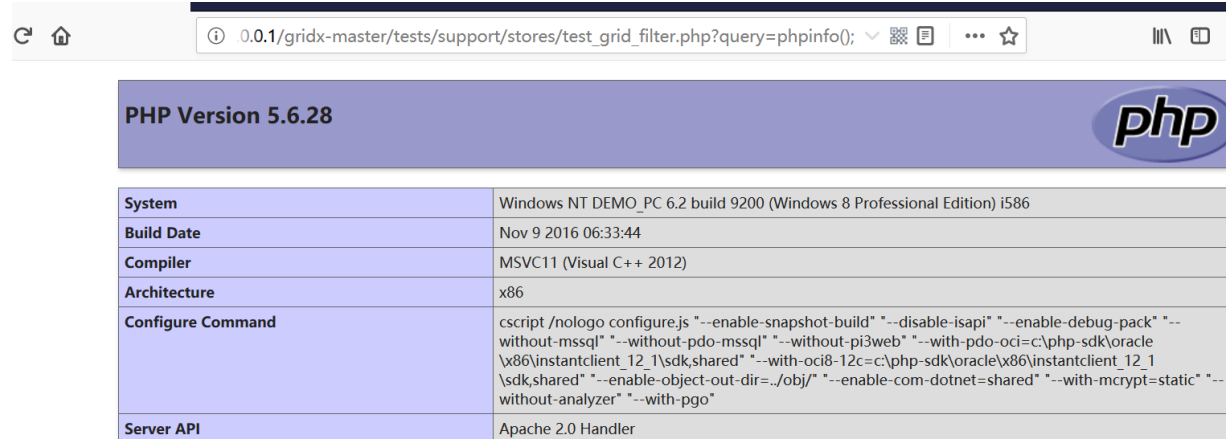 .0.0.1/gridx-master/tests/support/stores/test_grid_filter.php?query=phpinfo();
PHP Version 5.6.28
php
System Windows NT DEMO_PC 6.2 build 9200 (Windows 8 Professional Edition) i586
Build Date Nov 9 2016 06:33:44
Compiler MSVC11 (Visual C++ 2012)
Architecture x86
Configure Command cscript /nologo configure.js "--enable-snapshot-build" "--disable-isapi" "--enable-debug-pack" "--
without-mssql" "--without-pdo-mssql" "--without-pi3web" "--with-pdo-oci=c:\php-sdk\oracle
\x86\instantclient_12_1\sdk,shared" "--with-oci8-12c=c:\php-sdk\oracle\x86\instantclient_12_1
\sdk,shared" "--enable-object-out-dir=../obj/" "--enable-com-dotnet=shared" "--with-mcrypt=static" "--
without-analyzer" "--with-pgo"
Server API Apache 2.0 Handler